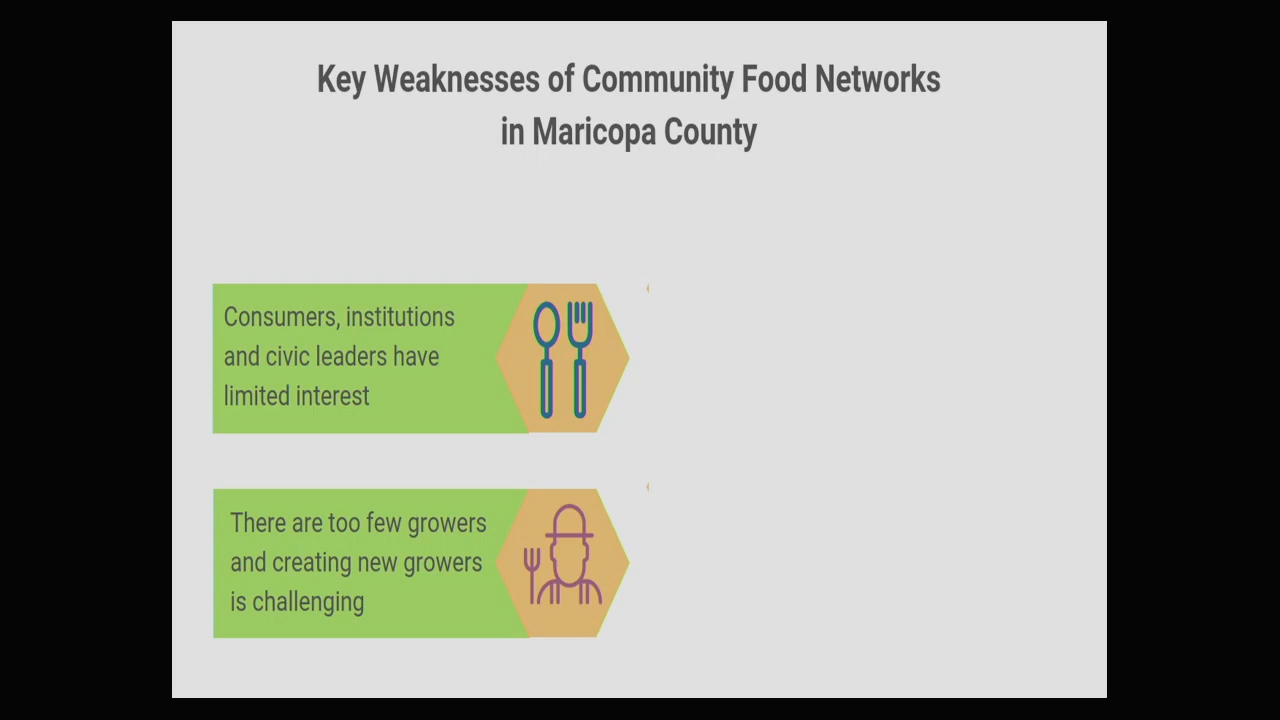 Key Weaknesses of Community Food Networks
in Maricopa County
Consumers, institutions
and civic leaders have
limited interest
There are too few growers
and creating new growers
is challenging